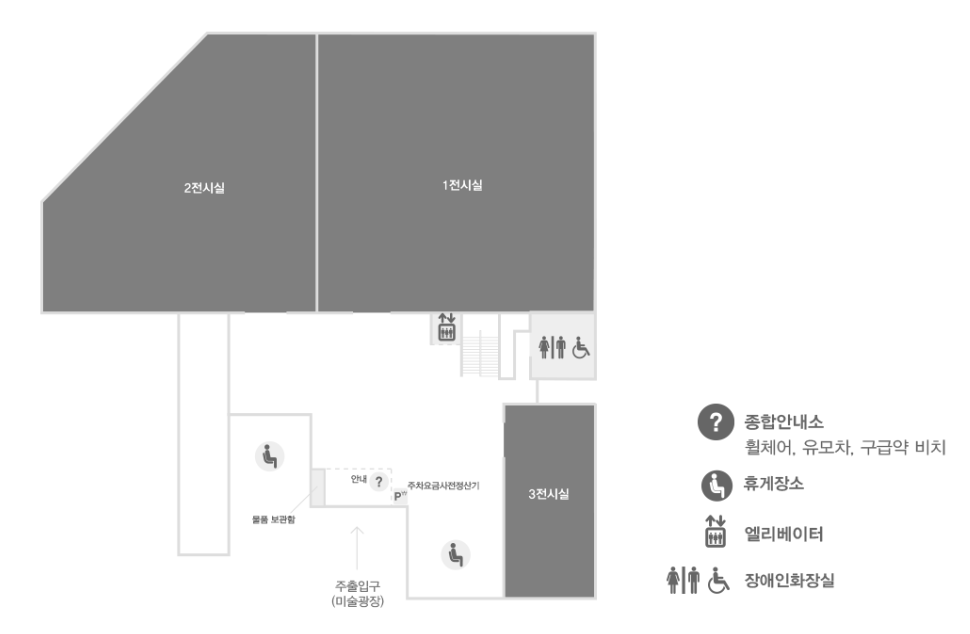 2전시실
1전시실
안내 ?
주차요금사전정산기
P₩
3전시실
물품 보관함
주출입구
(미술광장)
? 종합안내소
휠체어, 유모차, 구급약 비치
휴게장소
엘리베이터
장애인화장실